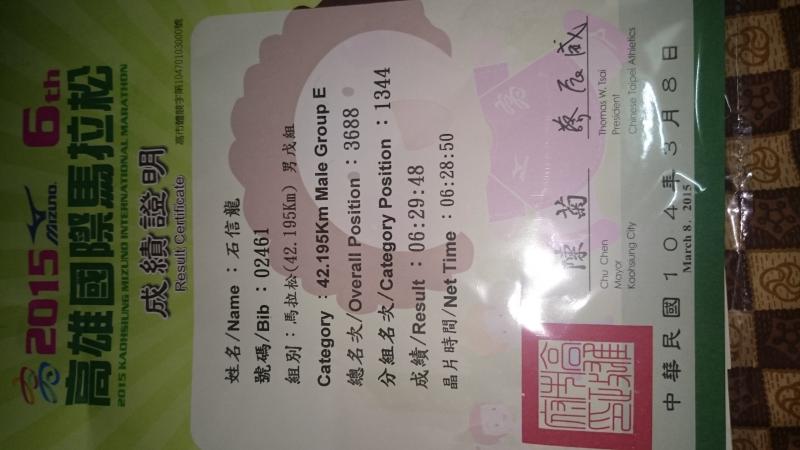 2015 MIZUNO 6th
高雄國際馬拉松
2015 KAOHSIUNG MIZUNO INTERNATIONAL MARATHON
成績證明
Result Certificate
高市體競字第10470103000號
姓名/Name：石信龍
號碼/Bib：02461
組別：馬拉松(42.195Km) 男戊組
Category：42.195Km Male Group E
總名次/Overall Position：3688
分組名次/Category Position：1344
成績/Result：06:29:48
晶片時間/Net Time：06:28:50
陳菊
Chu Chen
Mayor
Kaohsiung City
蔡辰威
Thomas W. Tsai
President
Chinese Taipei Athletics
中華民國104年3月8日
March 8, 2015